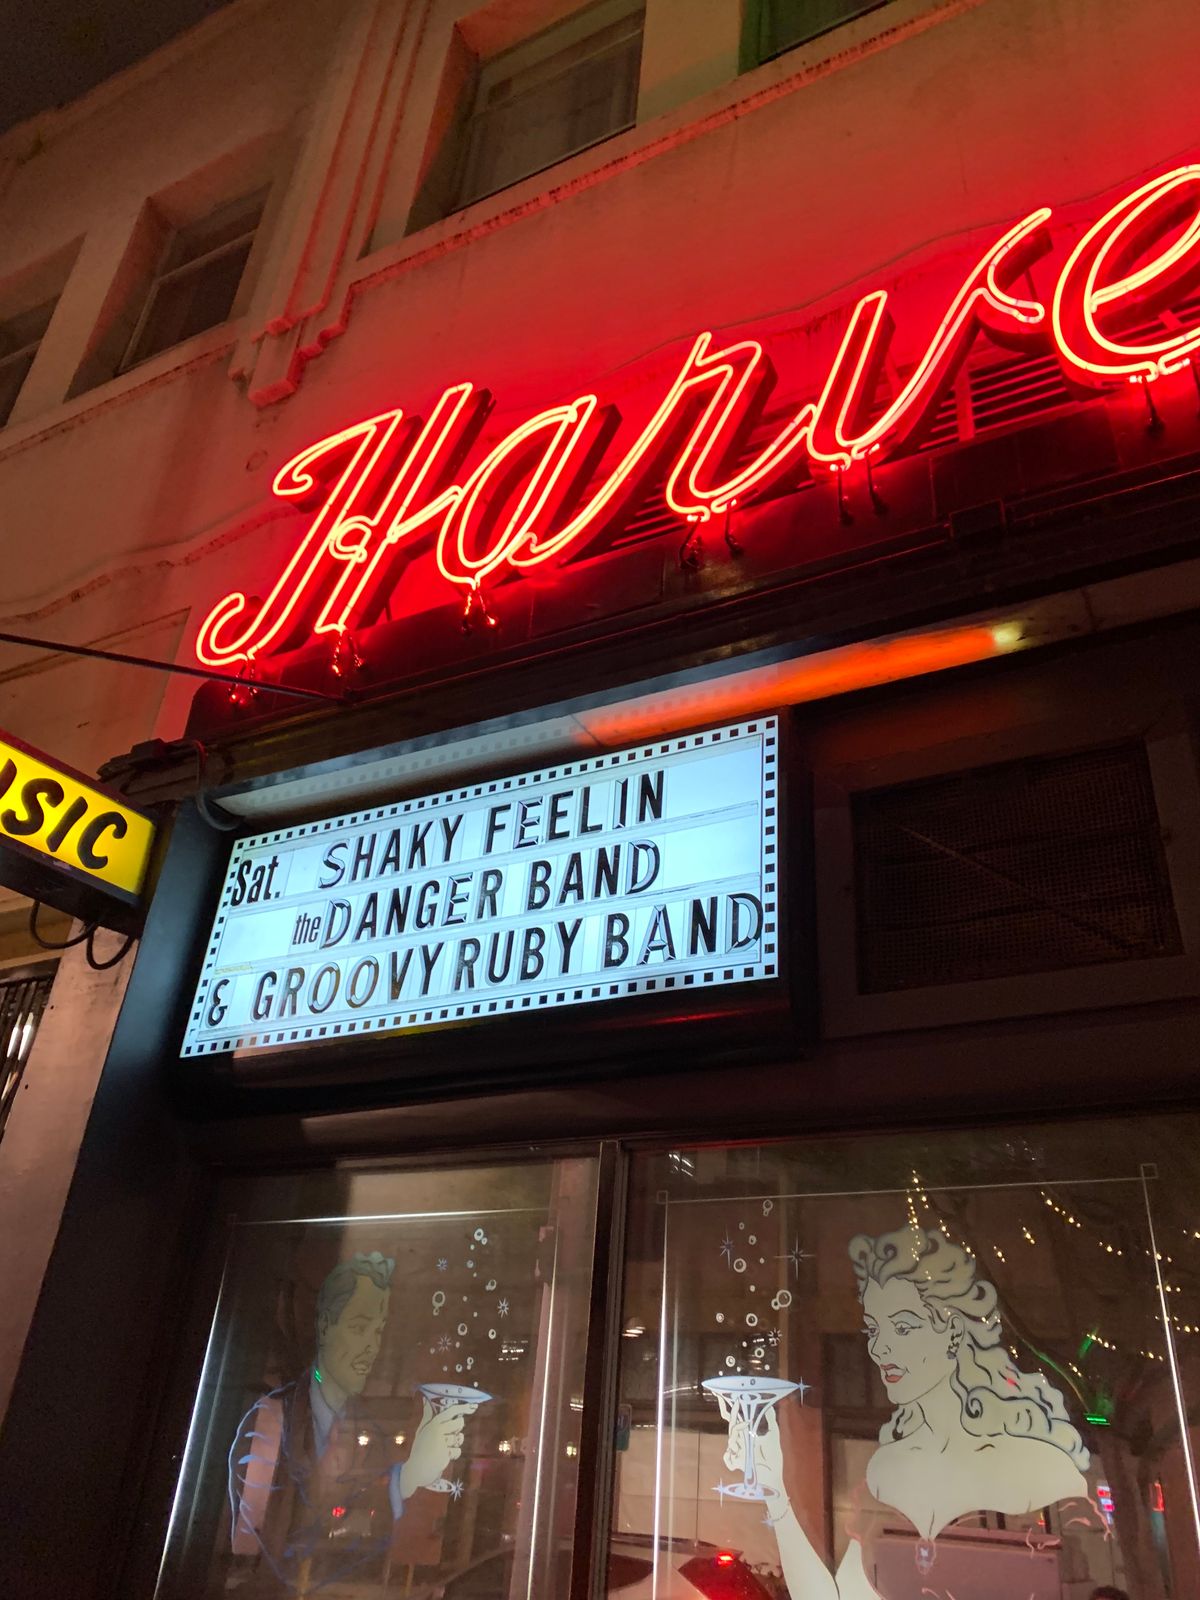 Harve
USIC
Sat. SHAKY FEELIN
the DANGER BAND
& GROOVY RUBY BAND